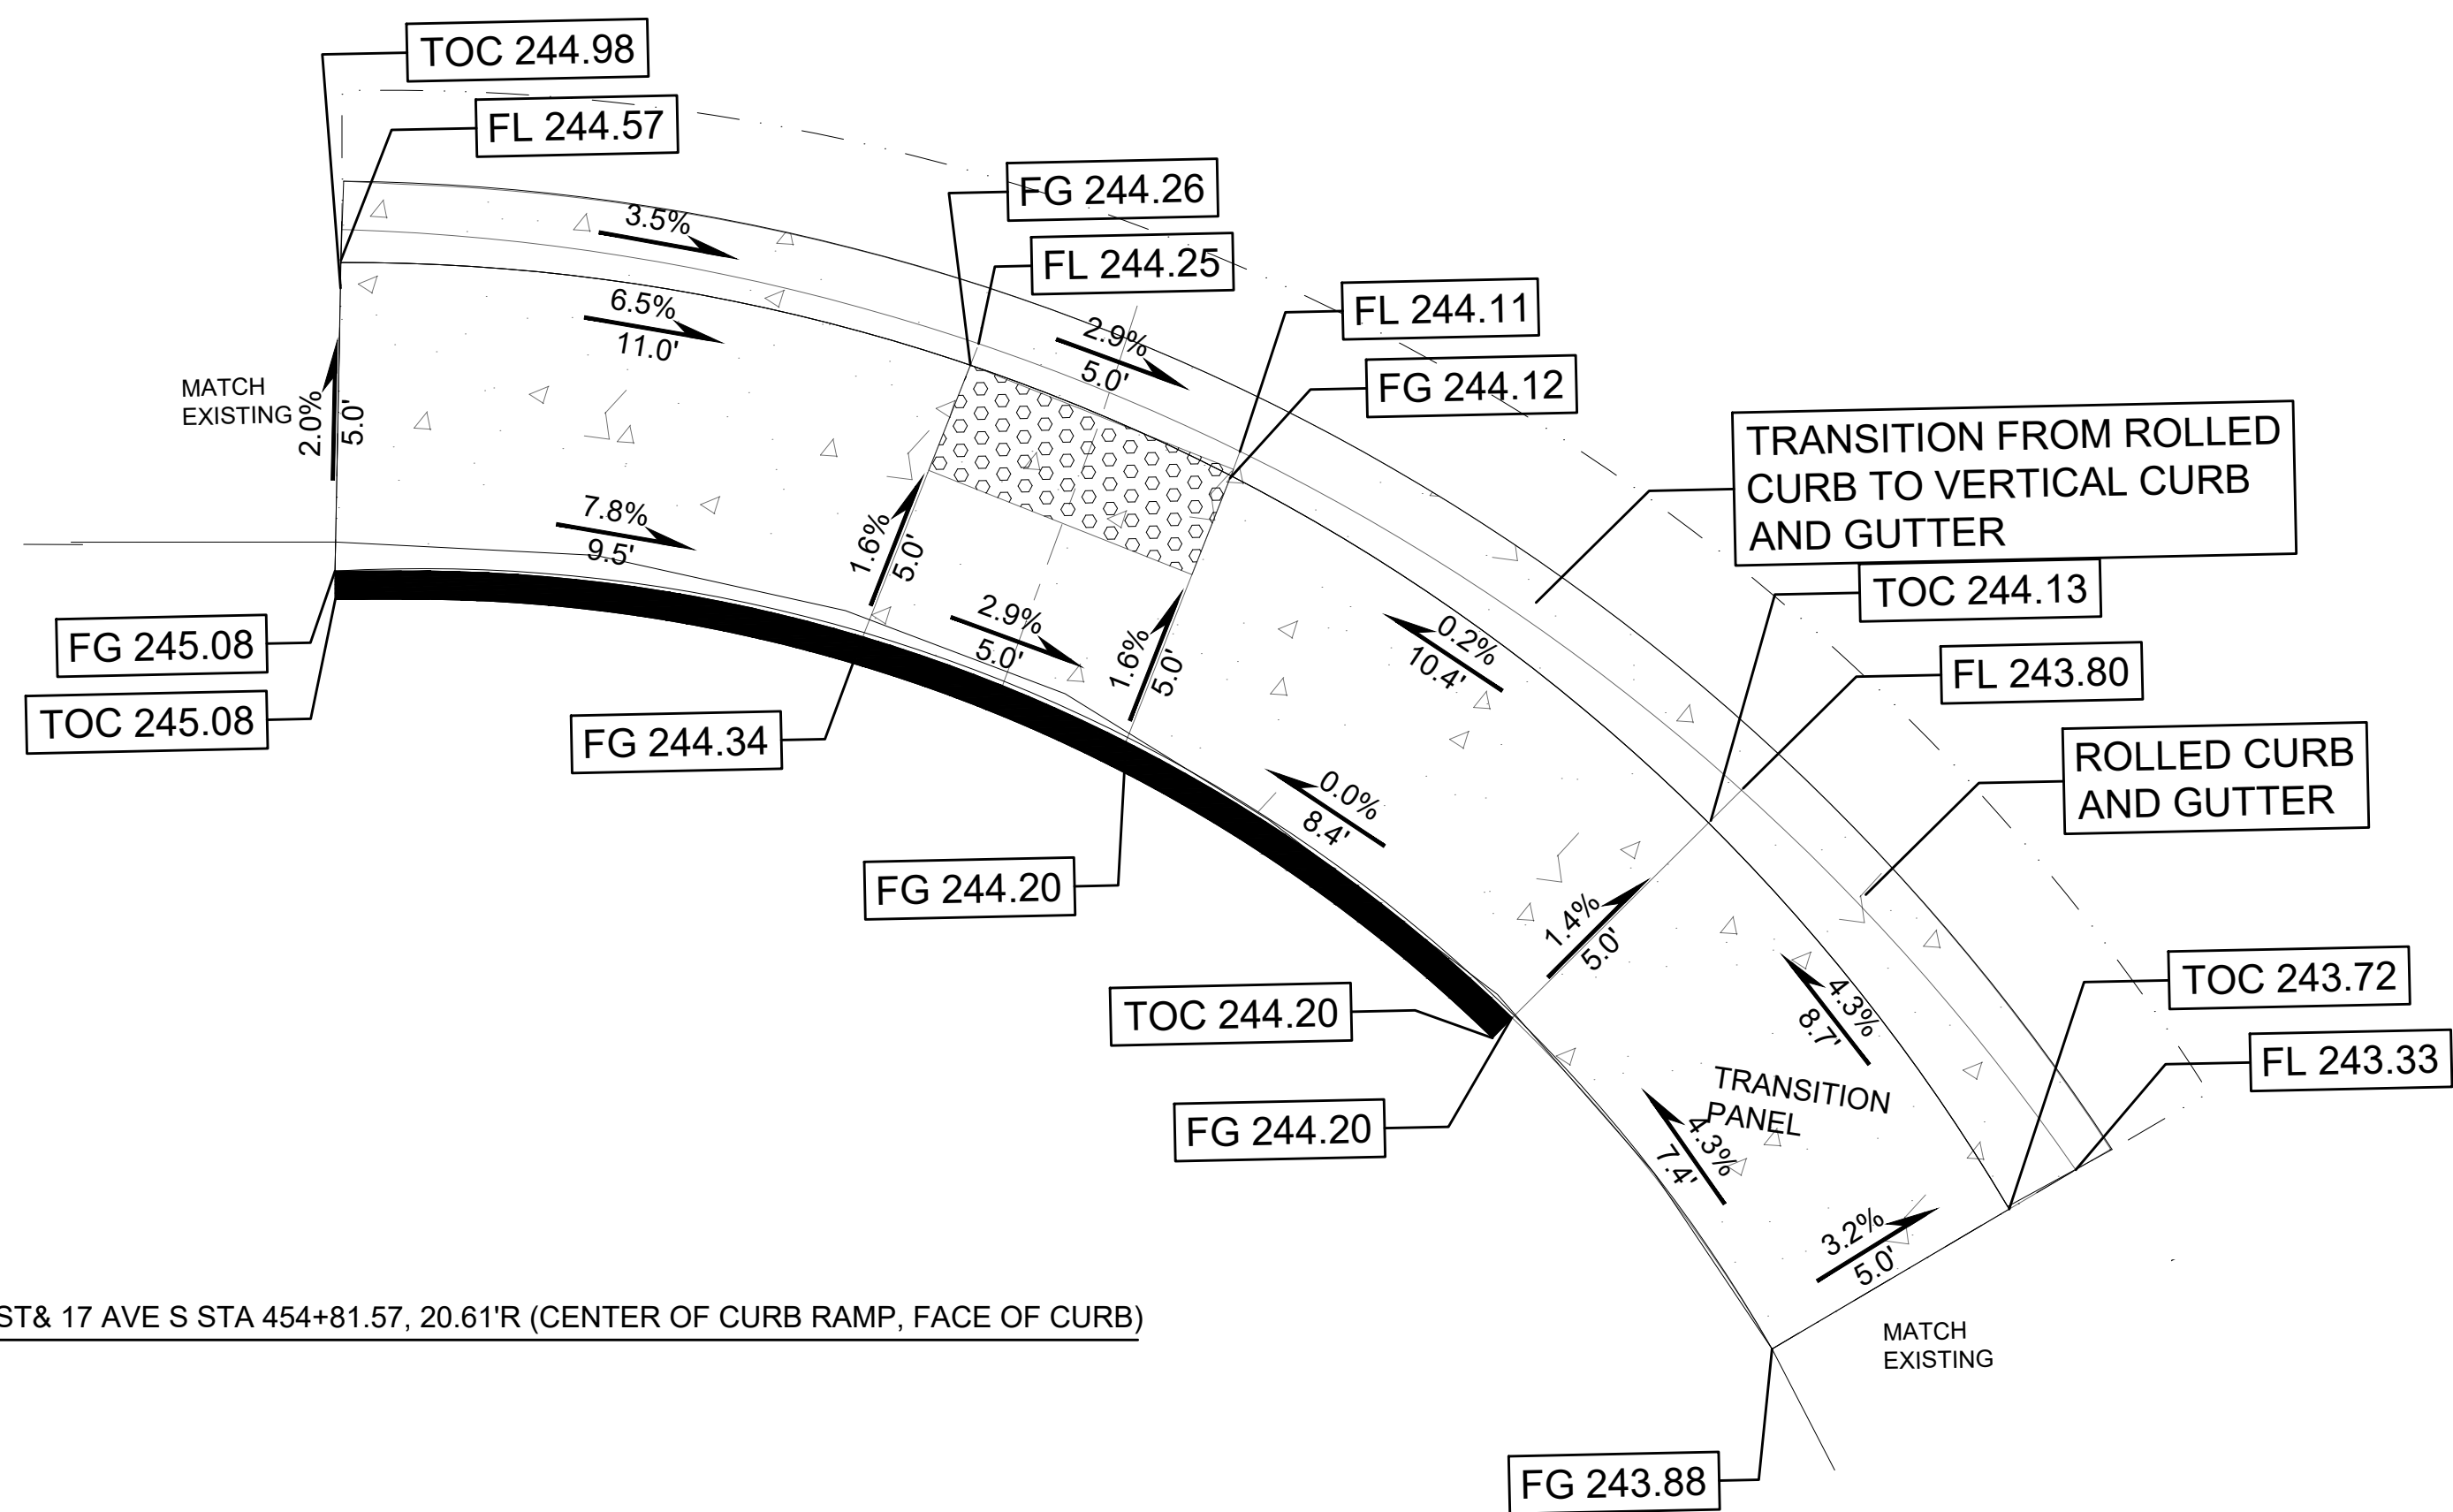 TOC 244.98
FL 244.57
FG 244.26
3.5%
FL 244.25
6.5%
11.0'
FL 244.11
2.9%
5.0'
FG 244.12
MATCH
EXISTING
2.0%
5.0'
TRANSITION FROM ROLLED
CURB TO VERTICAL CURB
AND GUTTER
7.8%
9.5'
1.6%
5.0'
TOC 244.13
FG 245.08
2.9%
5.0'
1.6%
5.0'
0.2%
10.4'
FL 243.80
TOC 245.08
FG 244.34
ROLLED CURB
AND GUTTER
0.0%
8.4'
FG 244.20
1.4%
5.0'
TOC 243.72
TOC 244.20
4.3%
8.7'
FL 243.33
FG 244.20
TRANSITION
PANEL
4.3%
7.4'
3.2%
5.0'
ST& 17 AVE S STA 454+81.57, 20.61'R (CENTER OF CURB RAMP, FACE OF CURB)
MATCH
EXISTING
FG 243.88